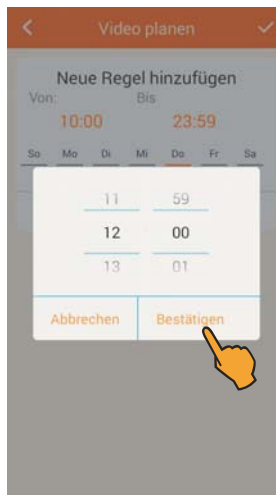 Video planen
Neue Regel hinzufügen
Von: Bis
10:00 23:59
So Mo Di Mi Do Fr Sa
11 59
12 00
13 01
Abbrechen Bestätigen